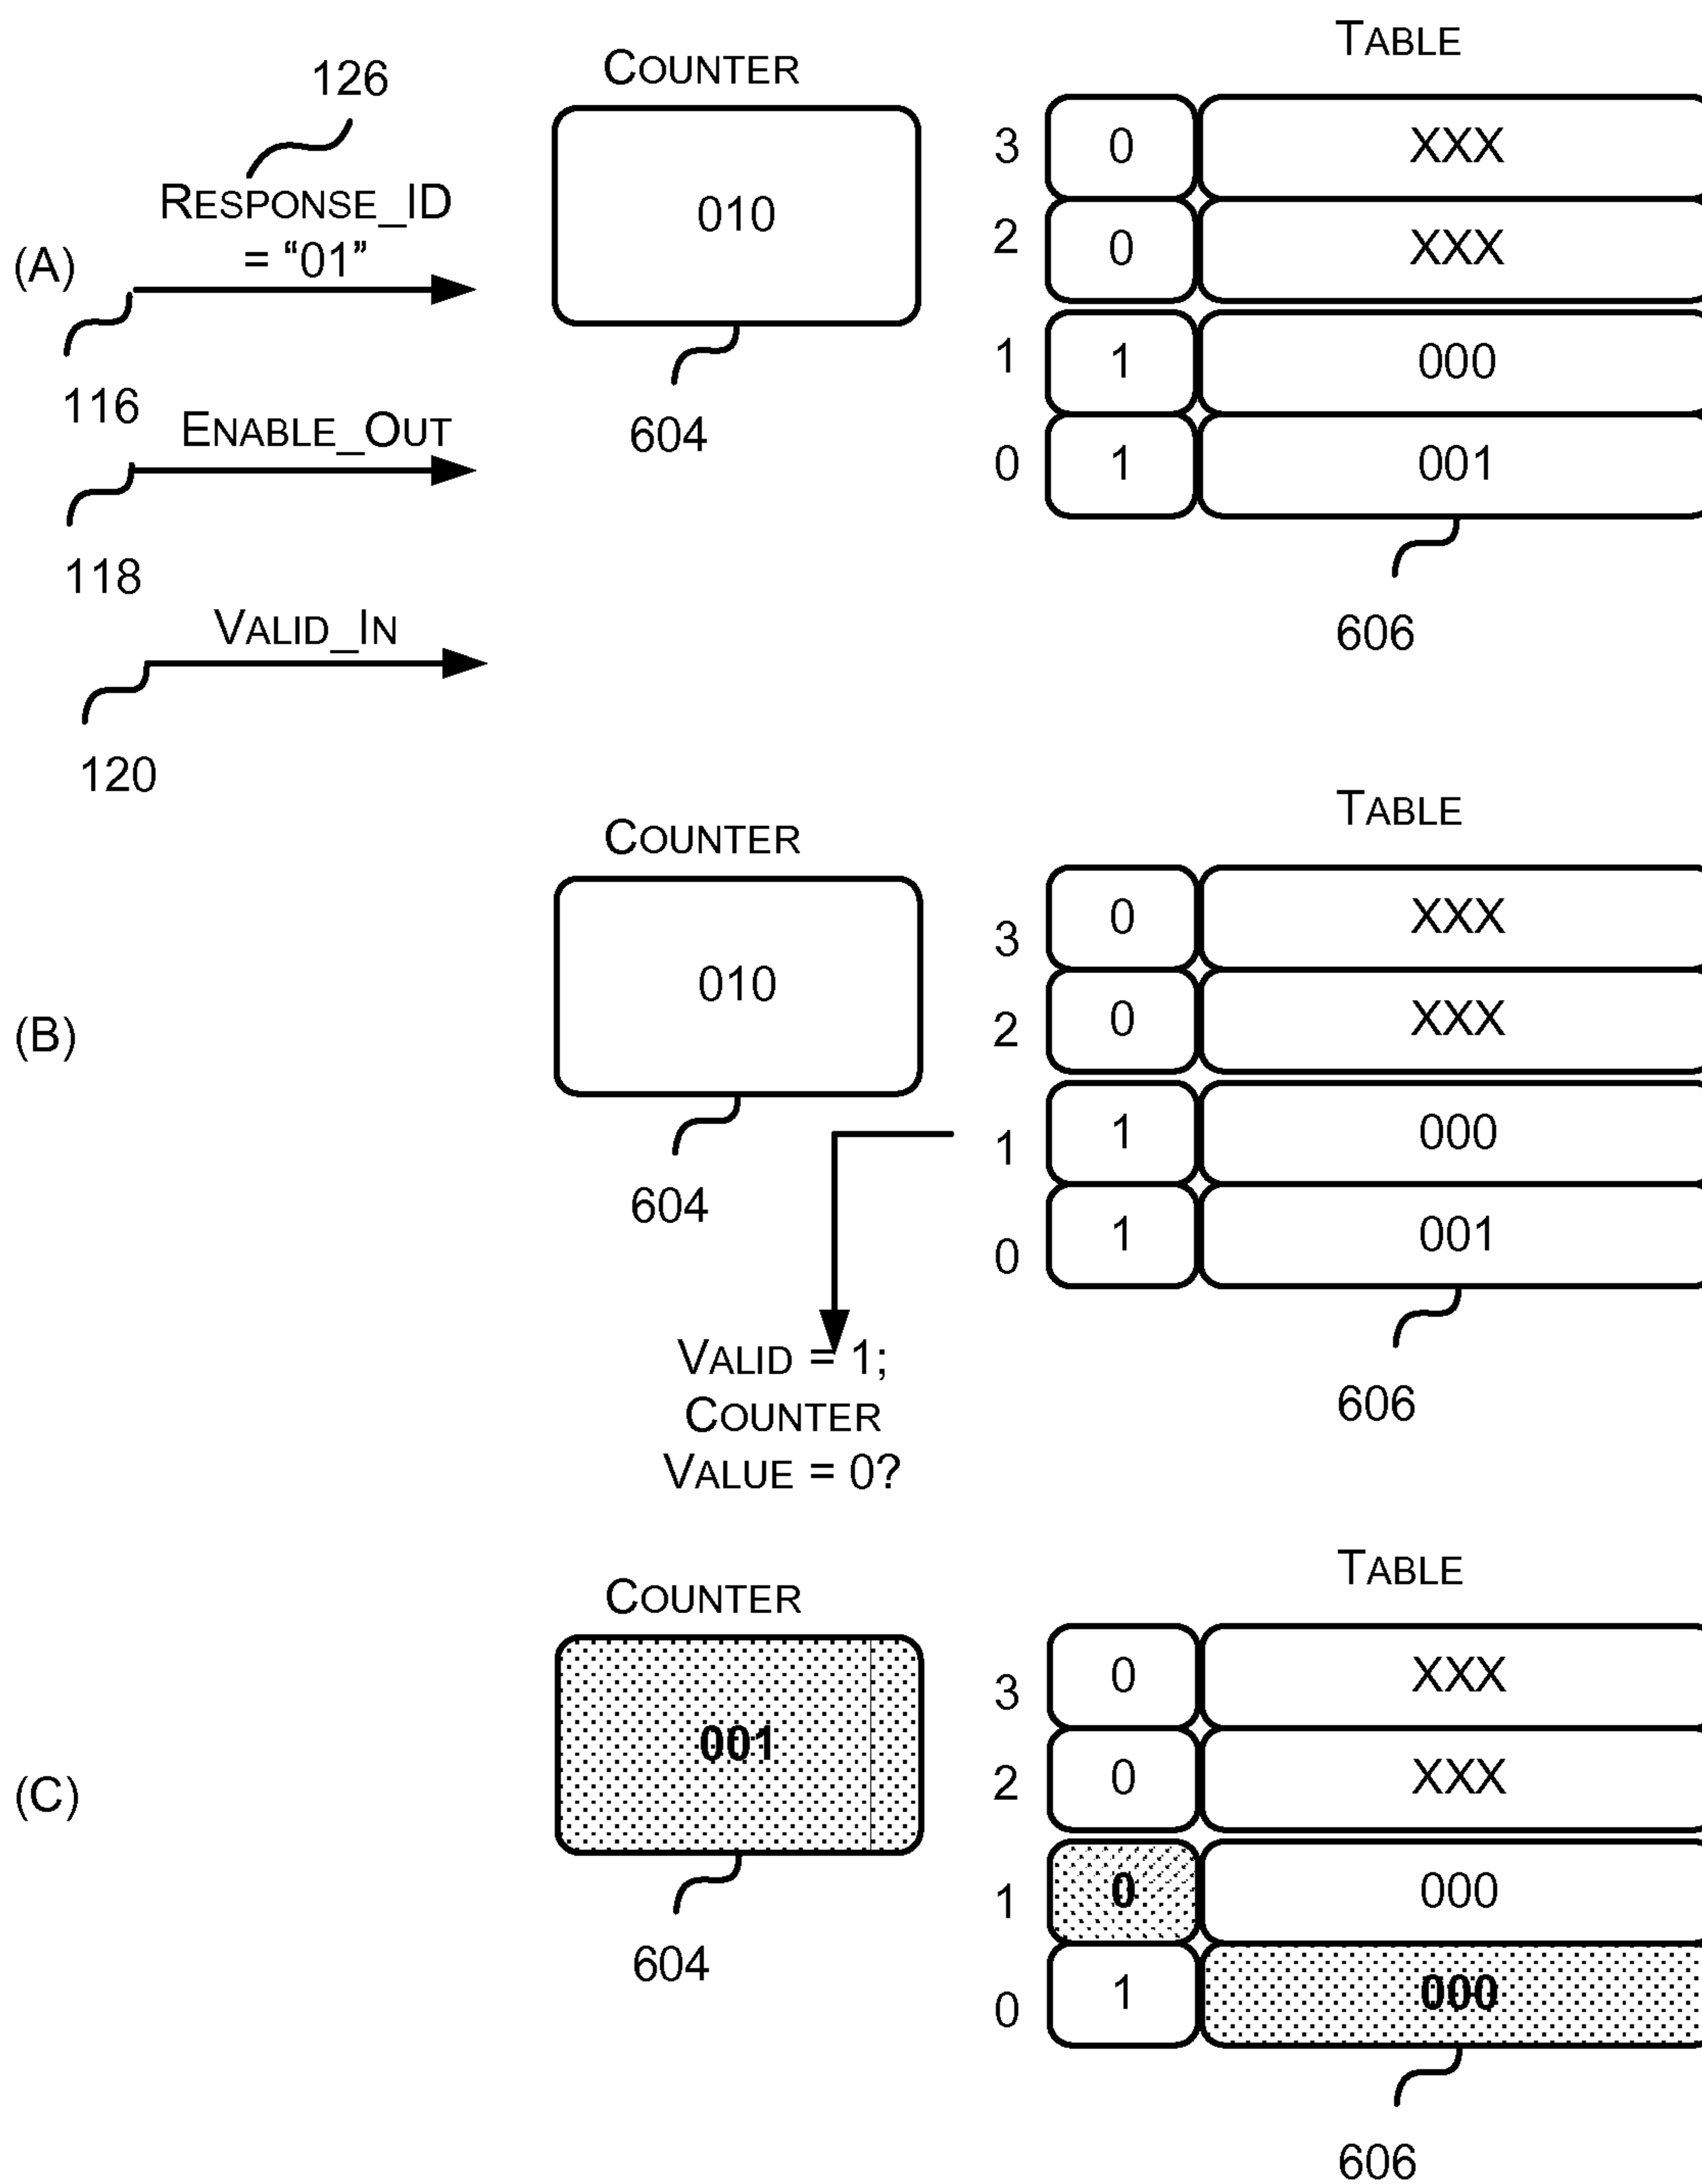 TABLE
COUNTER
126
3 0 XXX
RESPONSE_ID
= “01”
010
2 0 XXX
(A)
1 1 000
116
ENABLE_OUT
604
0 1 001
118
VALID_IN
606
120
TABLE
COUNTER
3 0 XXX
010
2 0 XXX
(B)
1 1 000
604
0 1 001
VALID = 1;
COUNTER
VALUE = 0?
606
TABLE
COUNTER
3 0 XXX
001
2 0 XXX
(C)
1 0 000
604
0 1 000
606